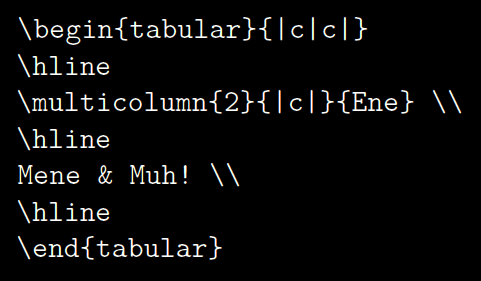 \begin{tabular}{|c|c|}
\hline
\multicolumn{2}{|c|}{Ene} \\
\hline
Mene & Muh! \\
\hline
\end{tabular}